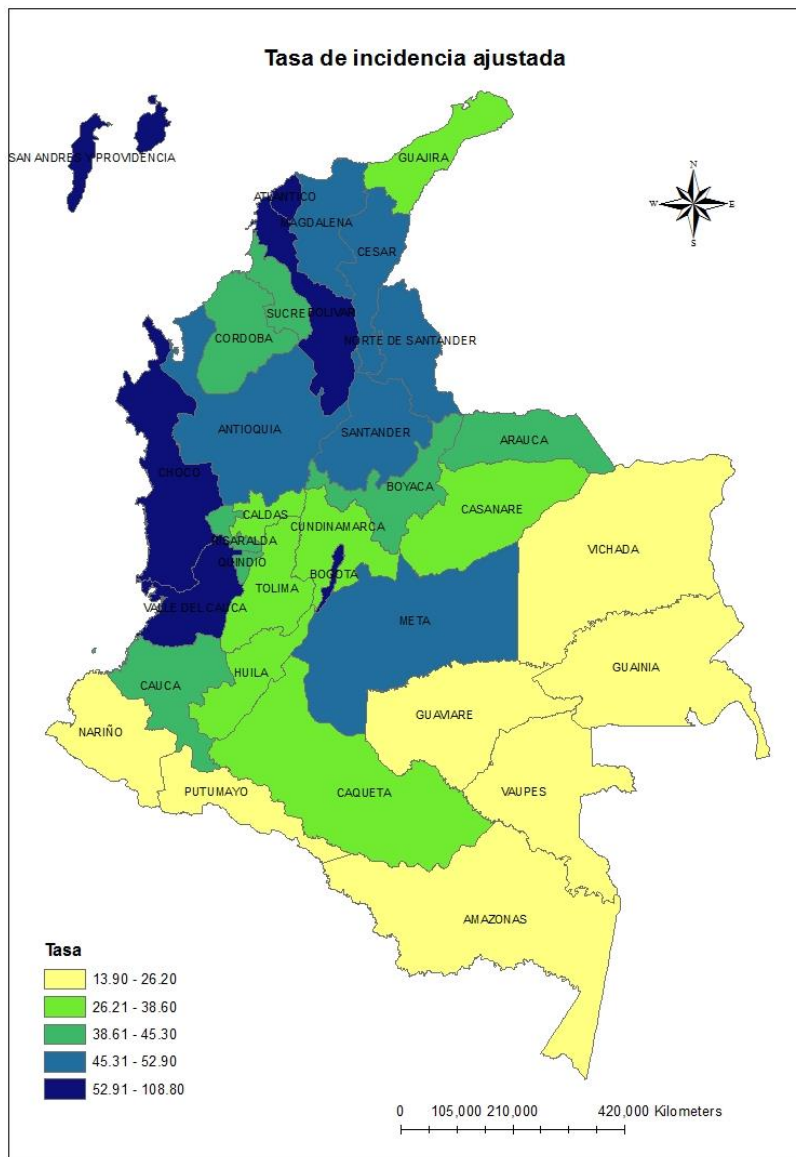 Tasa de incidencia ajustada
GUAJIRA
SAN ANDRES Y PROVIDENCIA
N
W E
S
ATLANTICO
MAGDALENA
CESAR
SUCRE
BOLIVAR
CORDOBA
NORTE DE SANTANDER
ANTIOQUIA
SANTANDER
ARAUCA
CHOCO
BOYACA
CALDAS
CASANARE
CUNDINAMARCA
RISARALDA
VICHADA
QUINDIO
BOGOTA
TOLIMA
VALLE DEL CAUCA
META
GUAINIA
HUILA
CAUCA
GUAVIARE
NARIÑO
PUTUMAYO
CAQUETA
VAUPES
AMAZONAS
Tasa
13.90 - 26.20
26.21 - 38.60
38.61 - 45.30
45.31 - 52.90
52.91 - 108.80
0 105,000 210,000 420,000 Kilometers